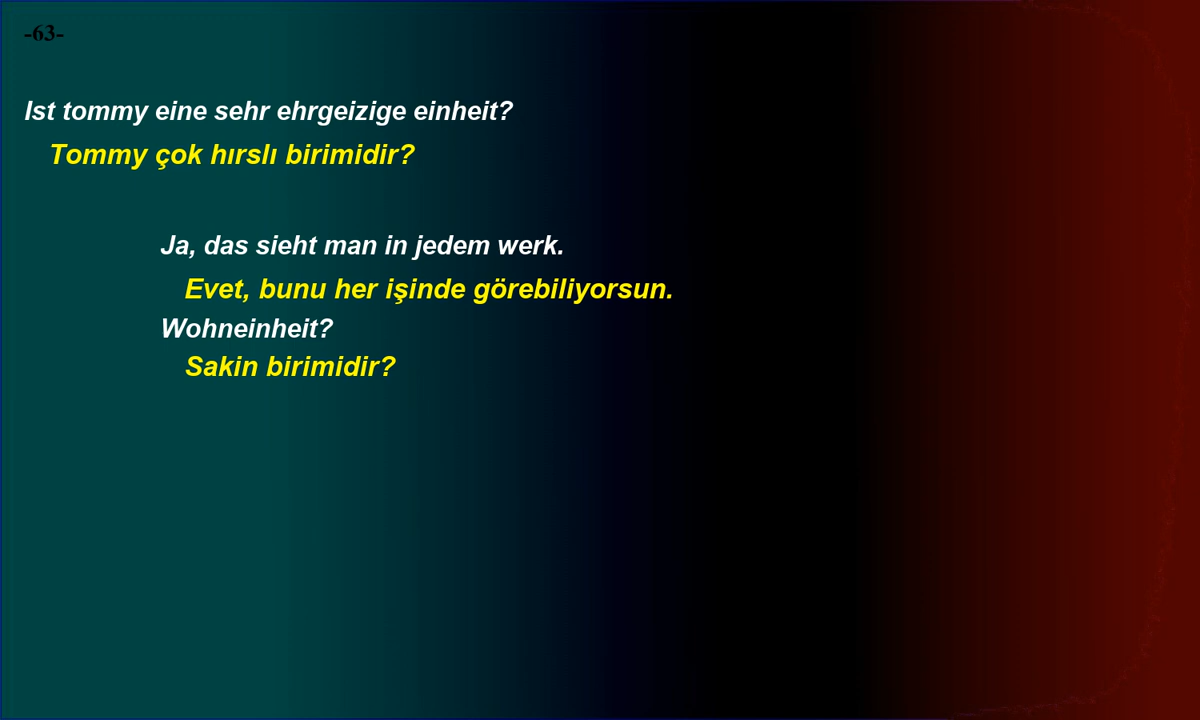 -63-
Ist tommy eine sehr ehrgeizige einheit?
Tommy çok hırslı birimidir?
Ja, das sieht man in jedem werk.
Evet, bunu her işinde görebiliyorsun.
Wohneinheit?
Sakin birimidir?